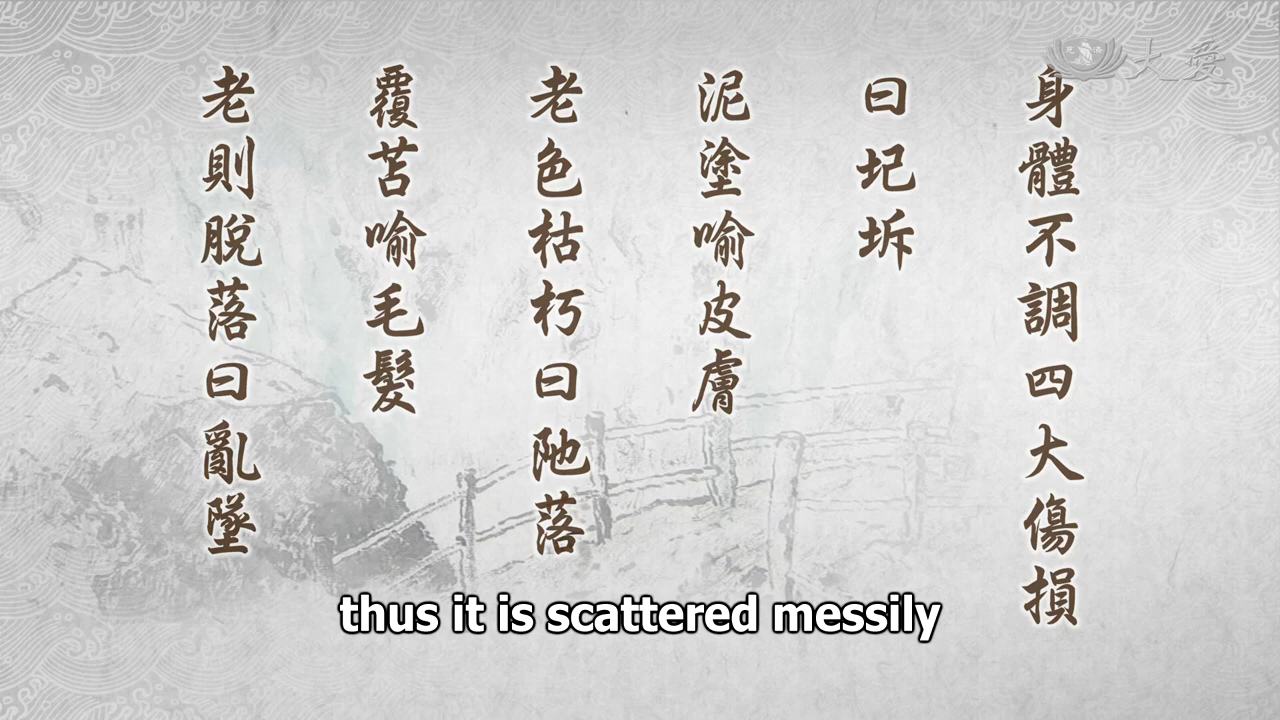 身體不調四大傷損
曰圮坼
泥塗喻皮膚
老色枯朽曰阤落
覆苫喻毛髮
老則脫落曰亂墜
大愛
thus it is scattered messily